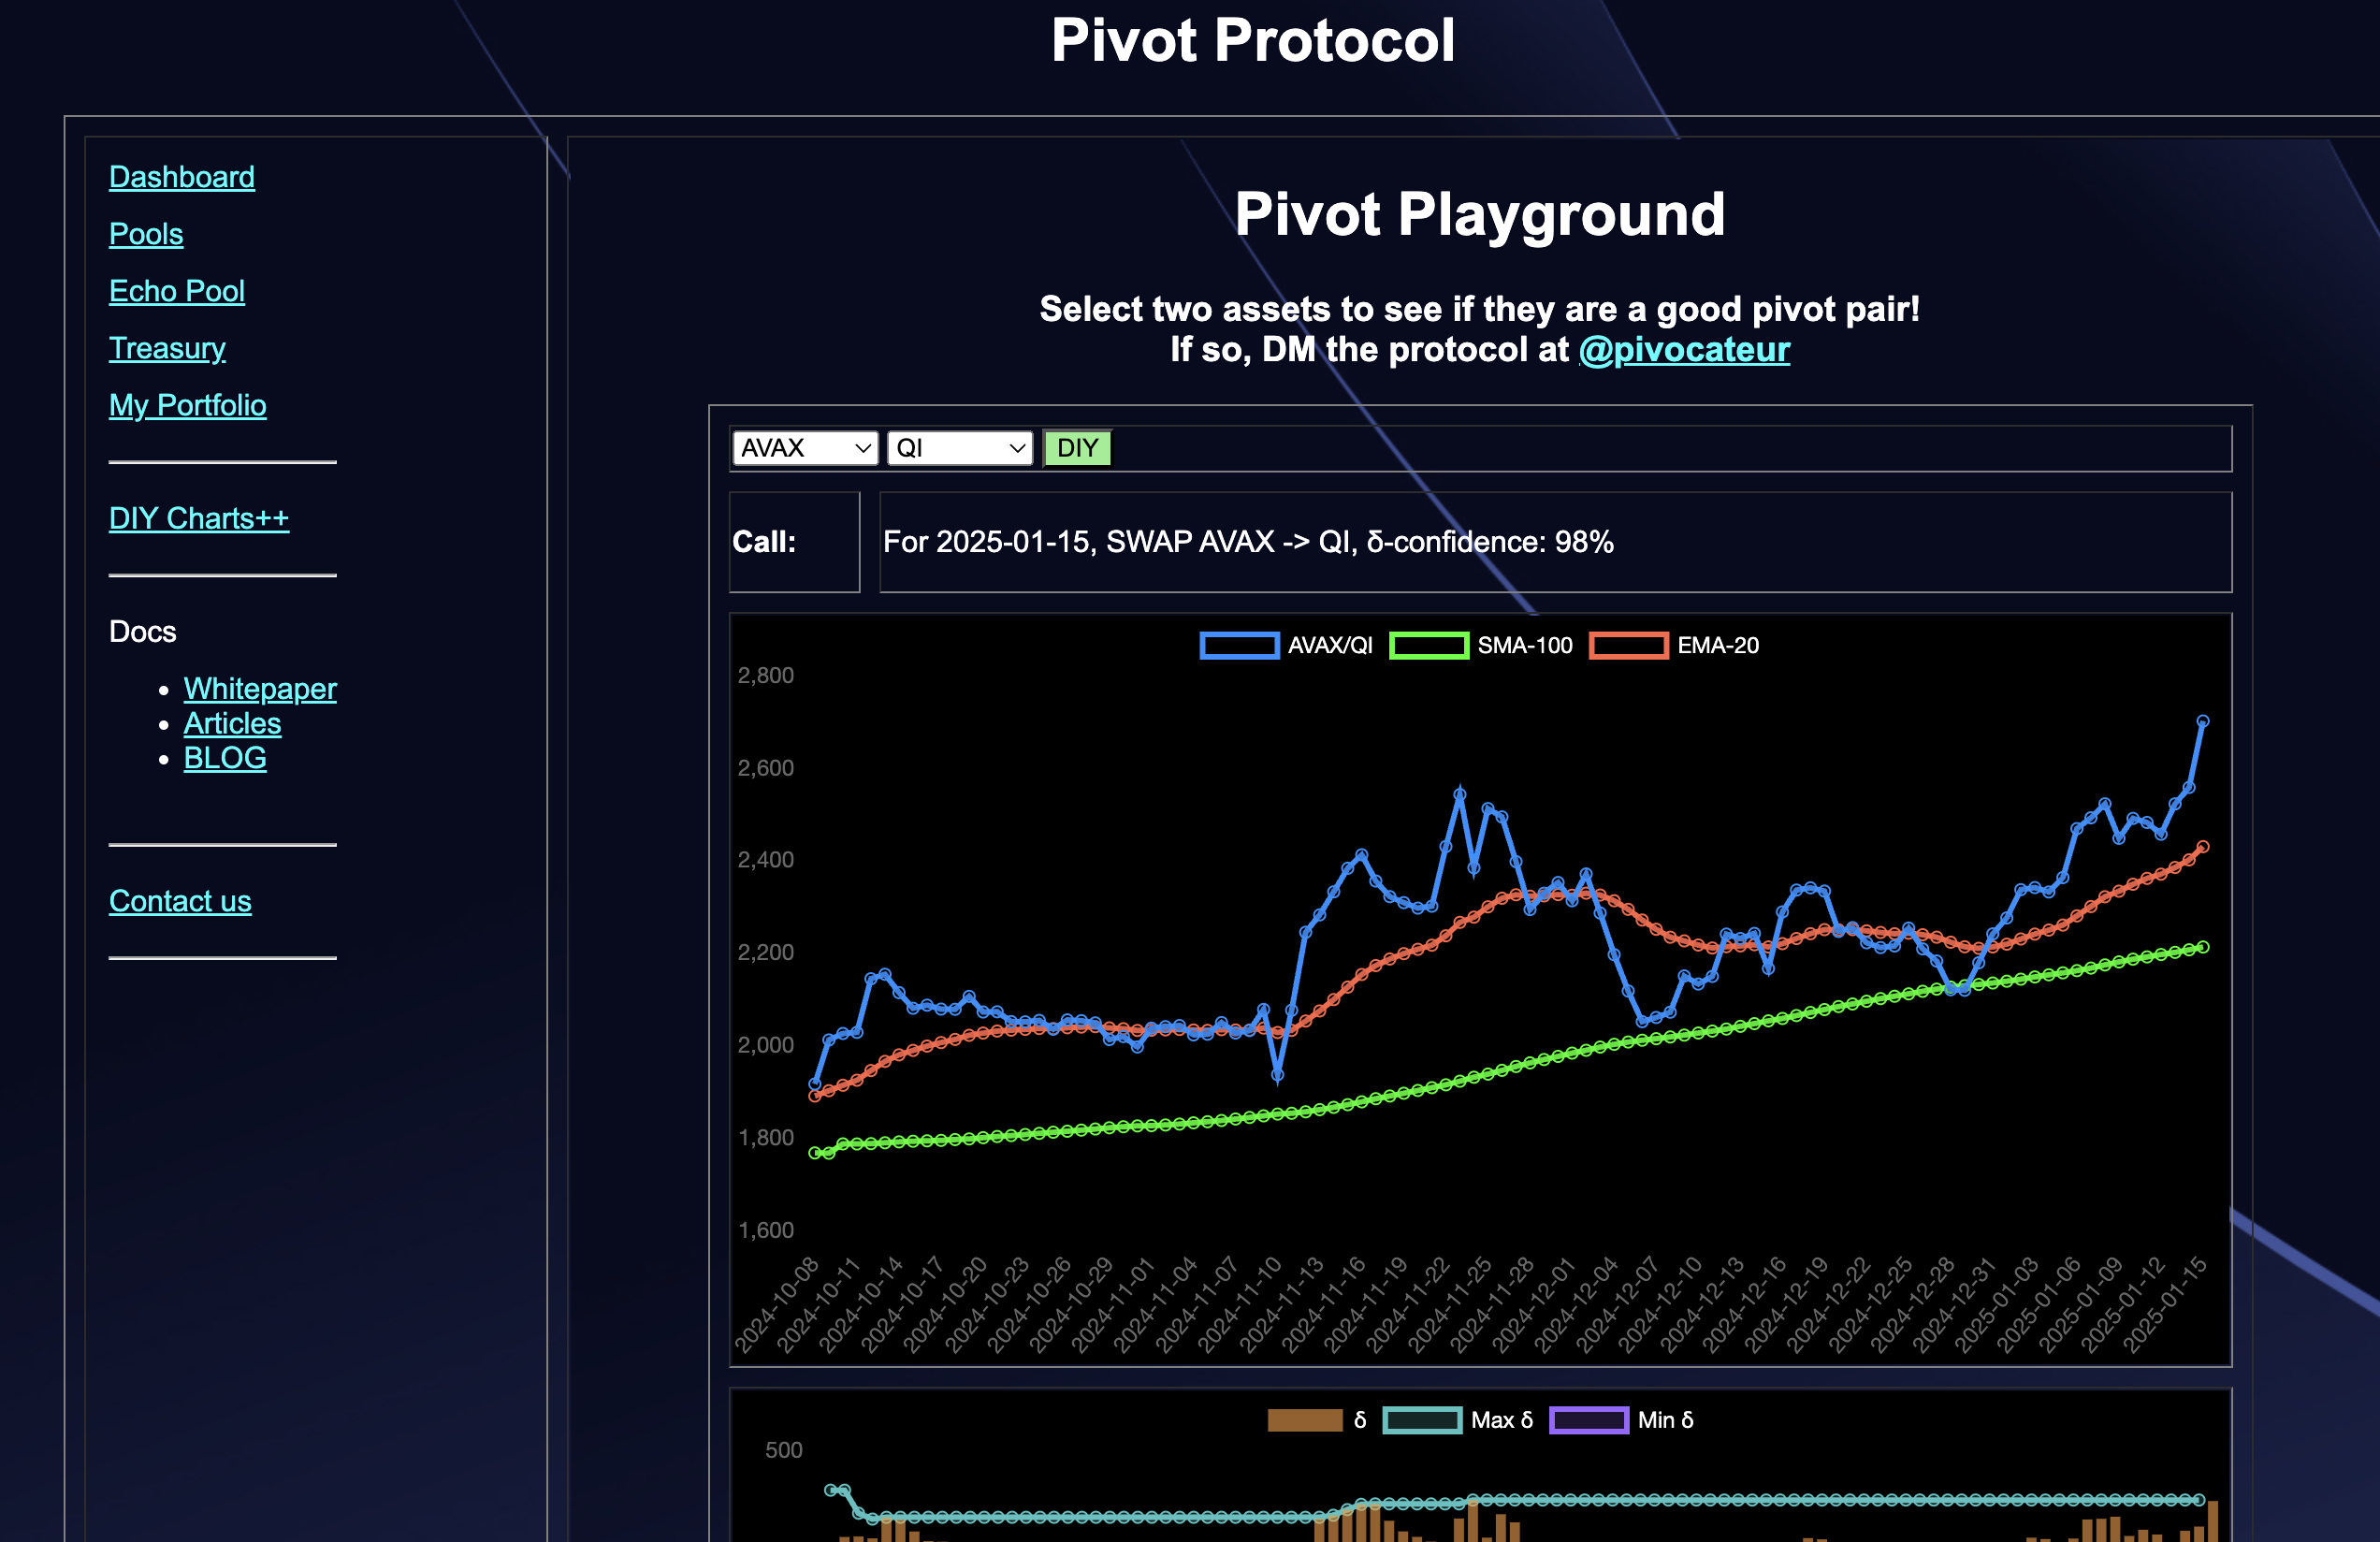 Pivot Protocol
Dashboard
Pools
Echo Pool
Treasury
My Portfolio
DIY Charts++
Docs
Whitepaper
Articles
BLOG
Contact us
Pivot Playground
Select two assets to see if they are a good pivot pair!
If so, DM the protocol at @pivocateur
AVAX QI DIY
Call: For 2025-01-15, SWAP AVAX -> QI, δ-confidence: 98%
AVAX/QI SMA-100 EMA-20
2,800
2,600
2,400
2,200
2,000
1,800
1,600
2024-10-08 2024-10-11 2024-10-14 2024-10-17 2024-10-20 2024-10-23 2024-10-26 2024-10-29 2024-11-01 2024-11-04 2024-11-07 2024-11-10 2024-11-13 2024-11-16 2024-11-19 2024-11-22 2024-11-25 2024-11-28 2024-12-01 2024-12-04 2024-12-07 2024-12-10 2024-12-13 2024-12-16 2024-12-19 2024-12-22 2024-12-25 2024-12-28 2024-12-31 2025-01-03 2025-01-06 2025-01-09 2025-01-12 2025-01-15
δ Max δ Min δ
500